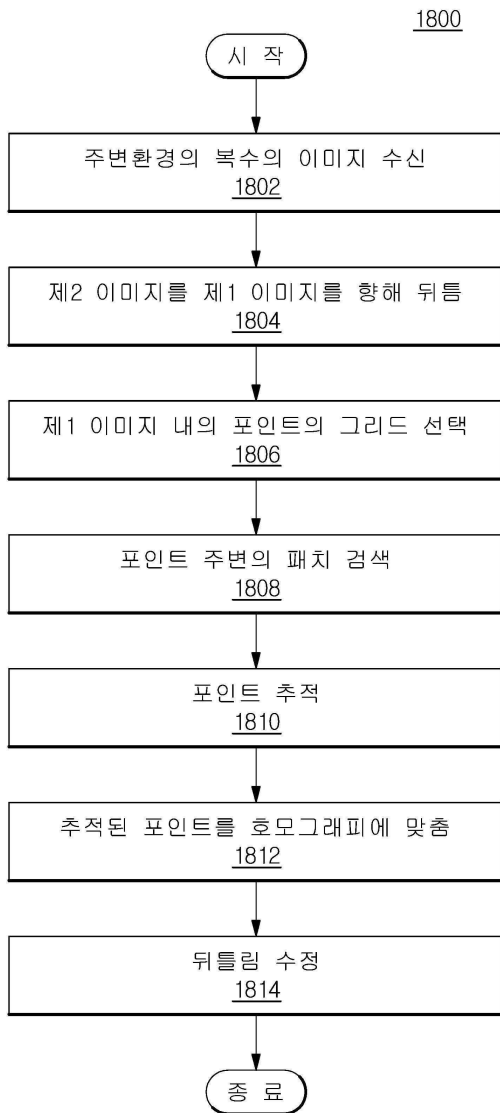 1800
시 작
주변환경의 복수의 이미지 수신
1802
제2 이미지를 제1 이미지를 향해 뒤틈
1804
제1 이미지 내의 포인트의 그리드 선택
1806
포인트 주변의 패치 검색
1808
포인트 추적
1810
추적된 포인트를 호모그래피에 맞춤
1812
뒤틀림 수정
1814
종 료